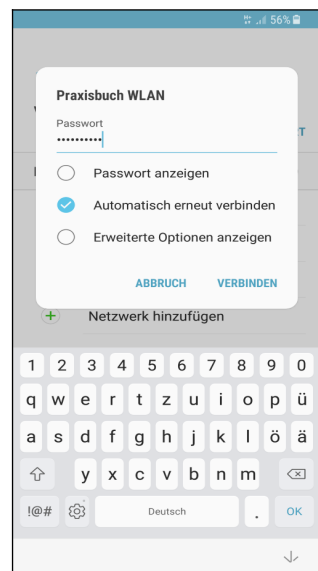 56%
Praxisbuch WLAN
Passwort
••••••••••
Passwort anzeigen
Automatisch erneut verbinden
Erweiterte Optionen anzeigen
ABBRUCH VERBINDEN
Netzwerk hinzufügen
1 2 3 4 5 6 7 8 9 0
q w e r t z u i o p ü
a s d f g h j k l ö ä
y x c v b n m
!@# Deutsch . OK